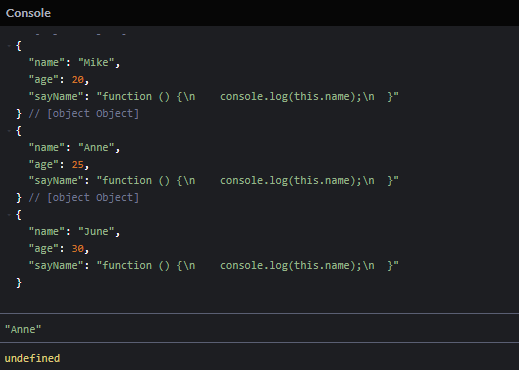 Console
{
"name": "Mike",
"age": 20,
"sayName": "function () {\n    console.log(this.name);\n  }"
} // [object Object]
{
"name": "Anne",
"age": 25,
"sayName": "function () {\n    console.log(this.name);\n  }"
} // [object Object]
{
"name": "June",
"age": 30,
"sayName": "function () {\n    console.log(this.name);\n  }"
}
"Anne"
undefined